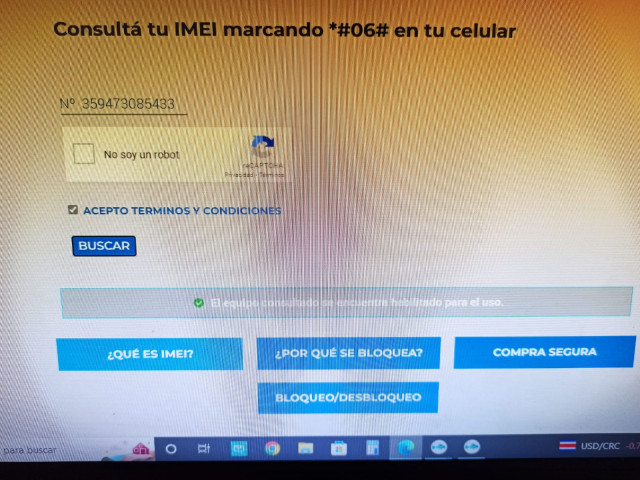 Consultá tu IMEI marcando *#06# en tu celular
Nº 359473085433
No soy un robot
reCAPTCHA
Privacidad - Términos
ACEPTO TERMINOS Y CONDICIONES
BUSCAR
El equipo consultado se encuentra habilitado para el uso.
¿QUÉ ES IMEI?
¿POR QUÉ SE BLOQUEA?
COMPRA SEGURA
BLOQUEO/DESBLOQUEO
para buscar
USD/CRC